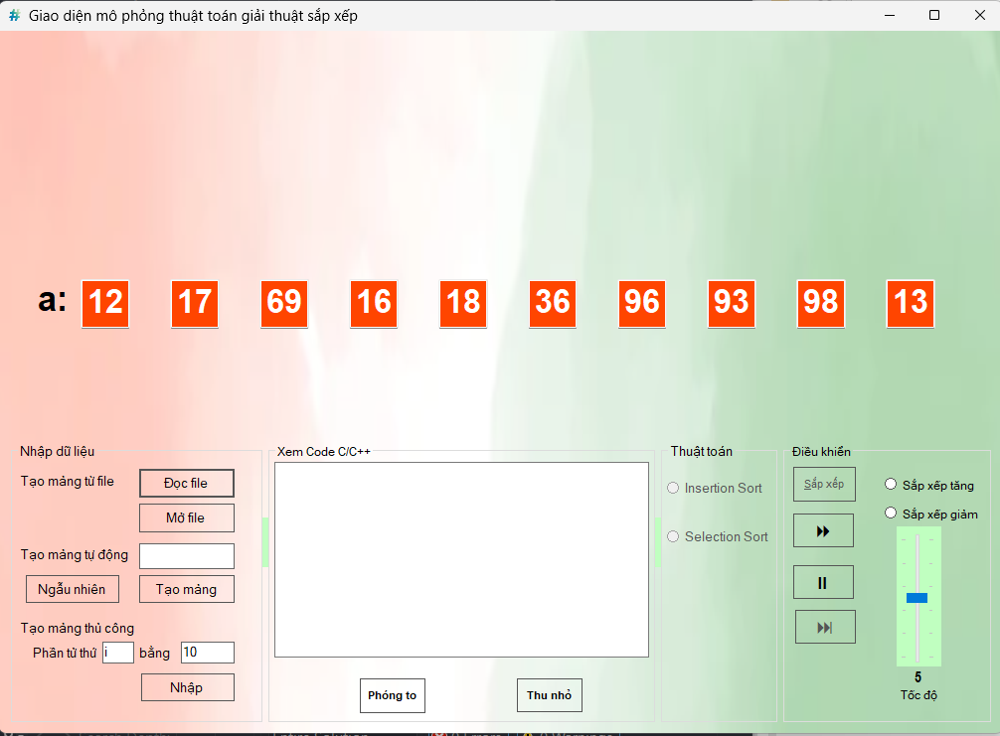 Giao diện mô phỏng thuật toán giải thuật sắp xếp
a: 12 17 69 16 18 36 96 93 98 13
Nhập dữ liệu
Tạo mảng từ file
Đọc file
Mở file
Tạo mảng tự động
Ngẫu nhiên
Tạo mảng
Tạo mảng thủ công
Phần tử thứ i bằng 10
Nhập
Xem Code C/C++
Phóng to
Thu nhỏ
Thuật toán
Insertion Sort
Selection Sort
Điều khiển
Sắp xếp
Sắp xếp tăng
Sắp xếp giảm
5
Tốc độ